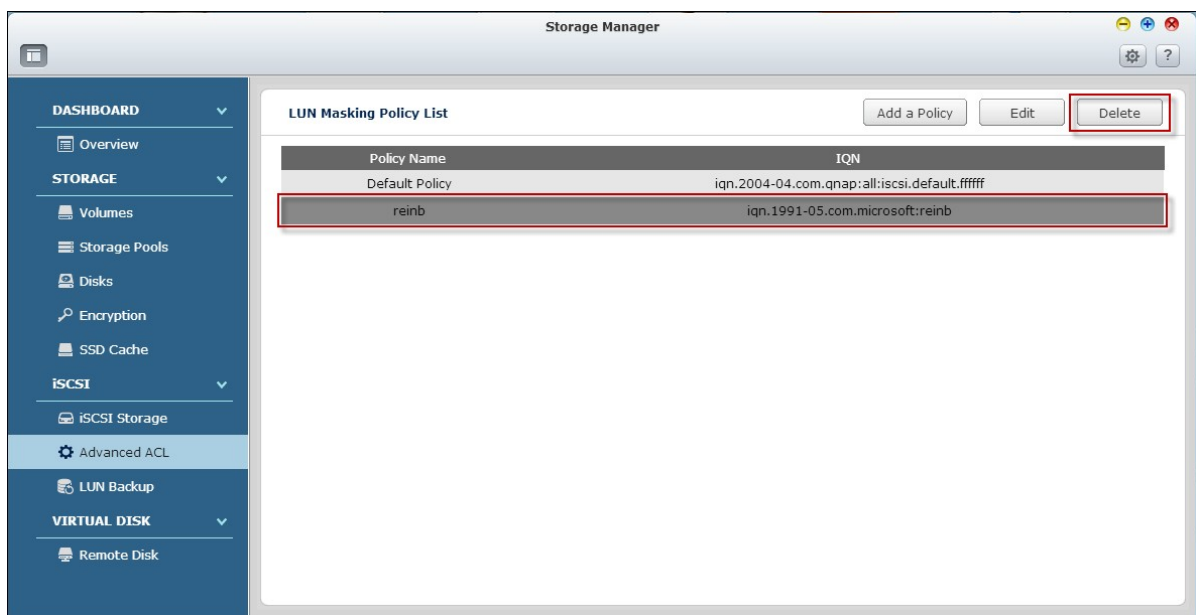 Storage Manager
?
DASHBOARD
Overview
STORAGE
Volumes
Storage Pools
Disks
Encryption
SSD Cache
iSCSI
iSCSI Storage
Advanced ACL
LUN Backup
VIRTUAL DISK
Remote Disk
LUN Masking Policy List Add a Policy Edit Delete
Policy Name IQN
Default Policy iqn.2004-04.com.qnap:all:iscsi.default.ffffff
reinb iqn.1991-05.com.microsoft:reinb